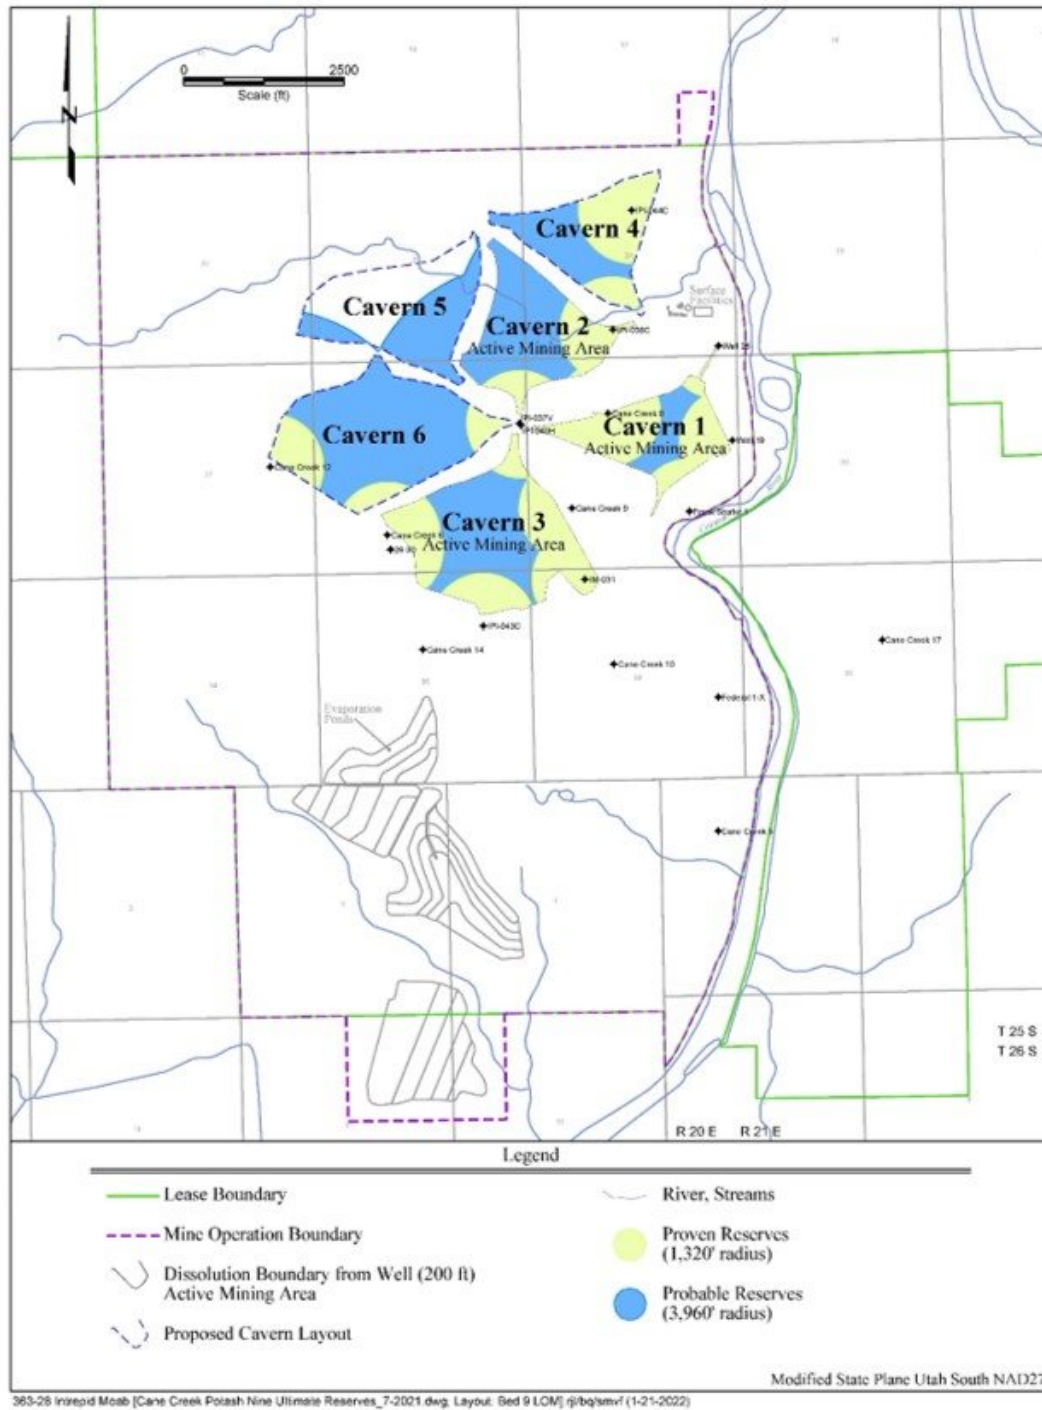 0 2500
Scale (ft)
N
Cavern 4
Surface
Facilities
Cavern 5
Cavern 2
Active Mining Area
Cavern 1
Active Mining Area
Cavern 6
Cane Creek 12
Cane Creek 9
Cavern 3
Active Mining Area
IPI-043C
Cane Creek 14
Cane Creek 17
Federal 1-X
Evaporation
Ponds
T 25 S
T 26 S
R 20 E R 21 E
Legend
Lease Boundary
Mine Operation Boundary
Dissolution Boundary from Well (200 ft)
Active Mining Area
Proposed Cavern Layout
River, Streams
Proven Reserves
(1,320' radius)
Probable Reserves
(3,960' radius)
Modified State Plane Utah South NAD27
363-28 Intrepid Moab [Cane Creek Potash Nine Ultimate Reserves_7-2021.dwg, Layout: Bed 9 LOM] rjl/bq/smvf (1-21-2022)